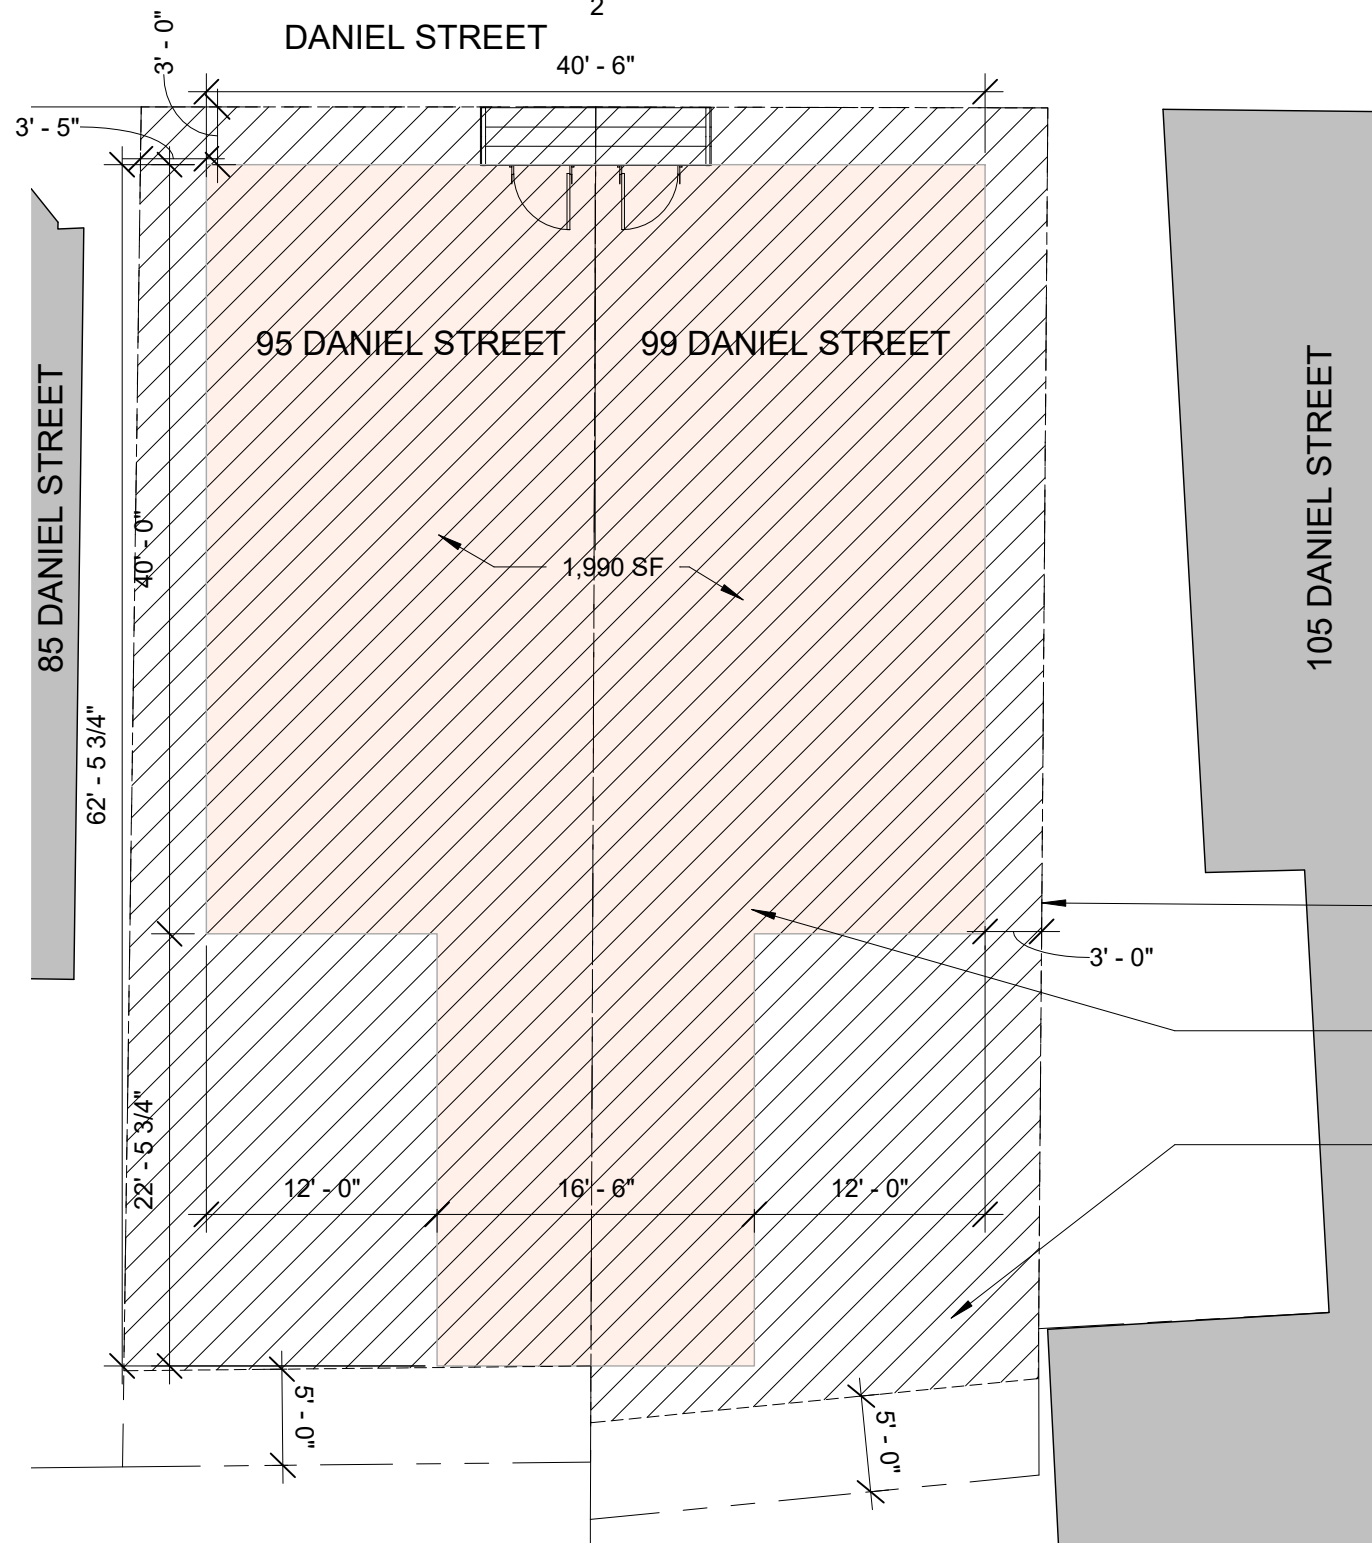 2
DANIEL STREET
3' - 0"
40' - 6"
3' - 5"
95 DANIEL STREET
99 DANIEL STREET
85 DANIEL STREET
105 DANIEL STREET
40' - 0"
1,990 SF
62' - 5 3/4"
3' - 0"
22' - 5 3/4"
12' - 0"
16' - 6"
12' - 0"
5' - 0"
5' - 0"